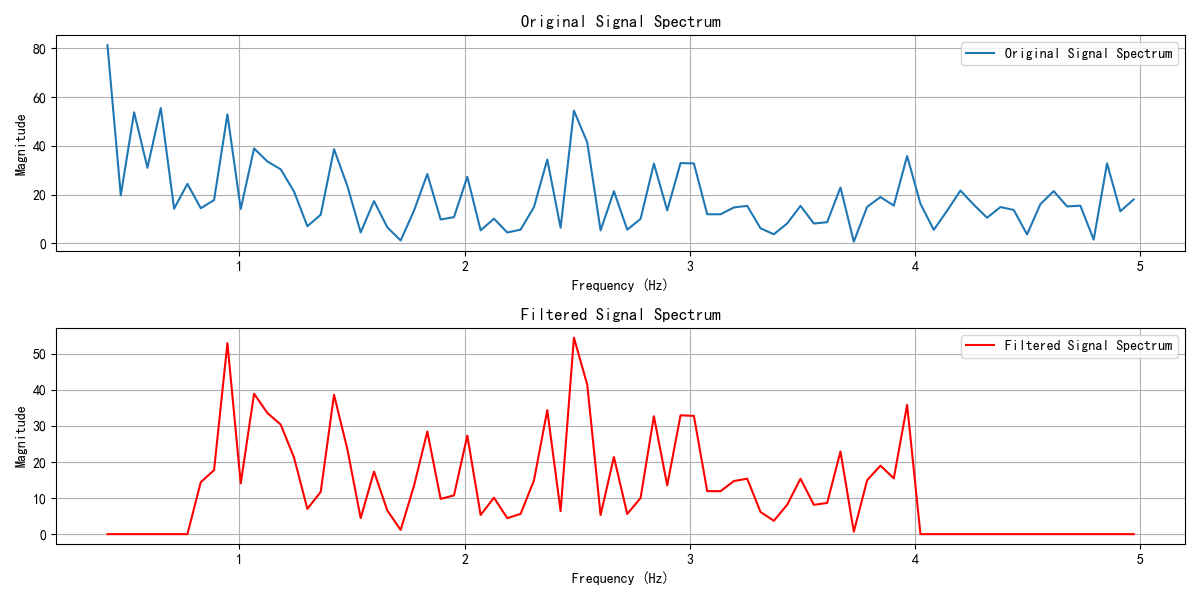 Original Signal Spectrum
Original Signal Spectrum
80
60
40
20
0
Magnitude
1 2 3 4 5
Frequency (Hz)
Filtered Signal Spectrum
Filtered Signal Spectrum
50
40
30
20
10
0
Magnitude
1 2 3 4 5
Frequency (Hz)